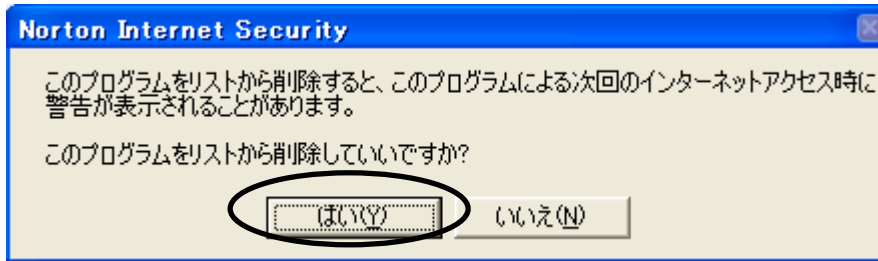 Norton Internet Security
このプログラムをリストから削除すると、このプログラムによる次回のインターネットアクセス時に
警告が表示されることがあります。
このプログラムをリストから削除していいですか?
はい(Y) いいえ(N)